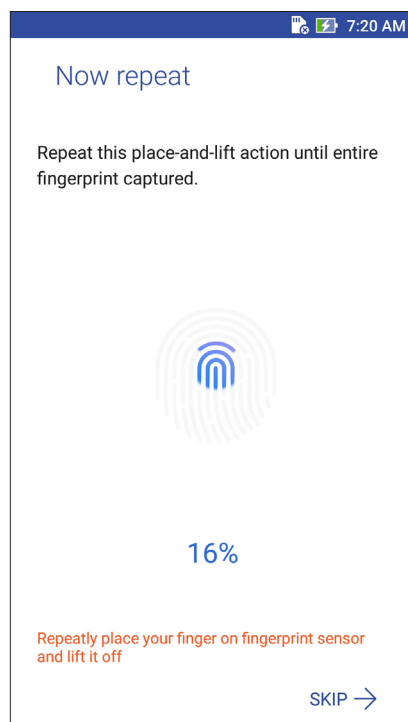 7:20 AM
Now repeat
Repeat this place-and-lift action until entire
fingerprint captured.
16%
Repeatly place your finger on fingerprint sensor
and lift it off
SKIP